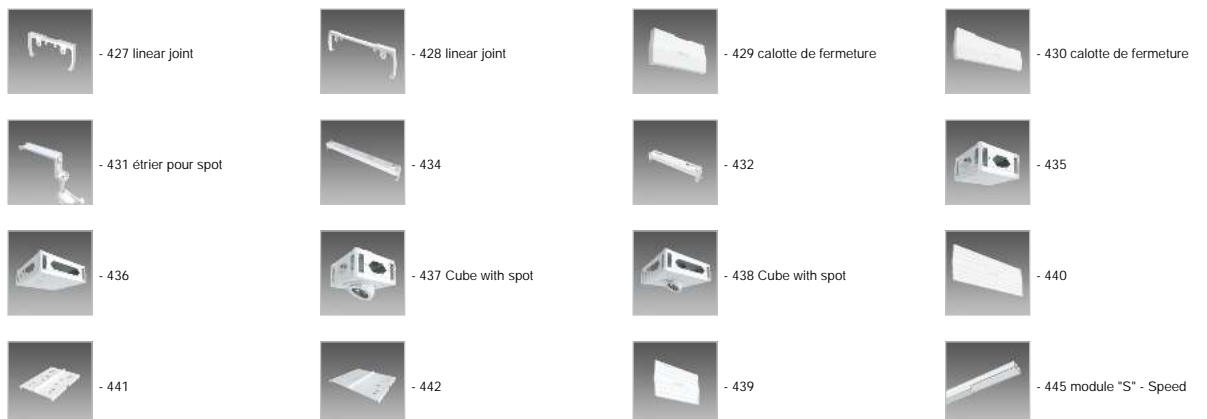 - 427 linear joint
- 428 linear joint
- 429 calotte de fermeture
- 430 calotte de fermeture
- 431 étrier pour spot
- 434
- 432
- 435
- 436
- 437 Cube with spot
- 438 Cube with spot
- 440
- 441
- 442
- 439
- 445 module "S" - Speed